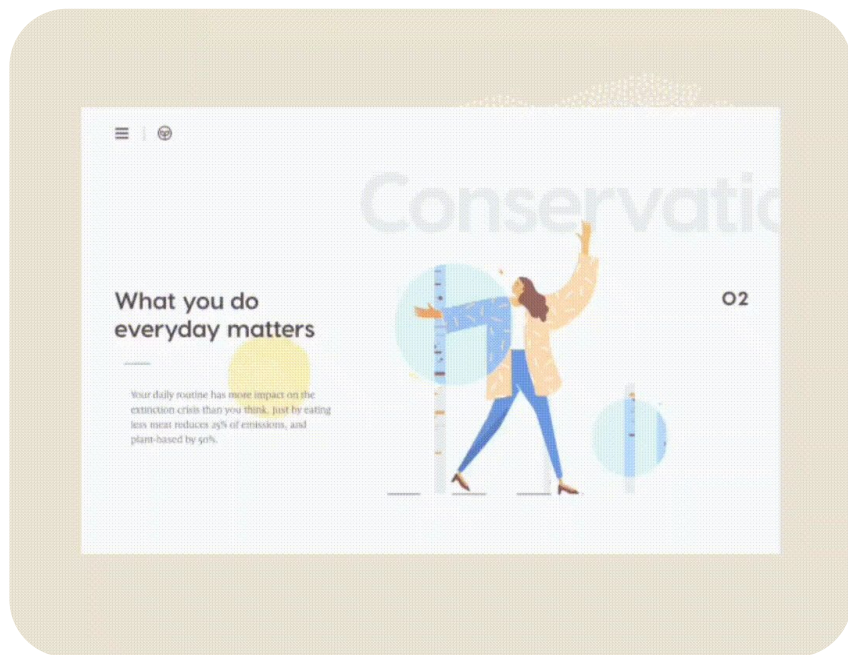 Conservatio
What you do
everyday matters
O2
Your daily routine has more impact on the
extinction crisis than you think. Just by eating
less meat reduces 25% of emissions, and
plant-based by 50%.